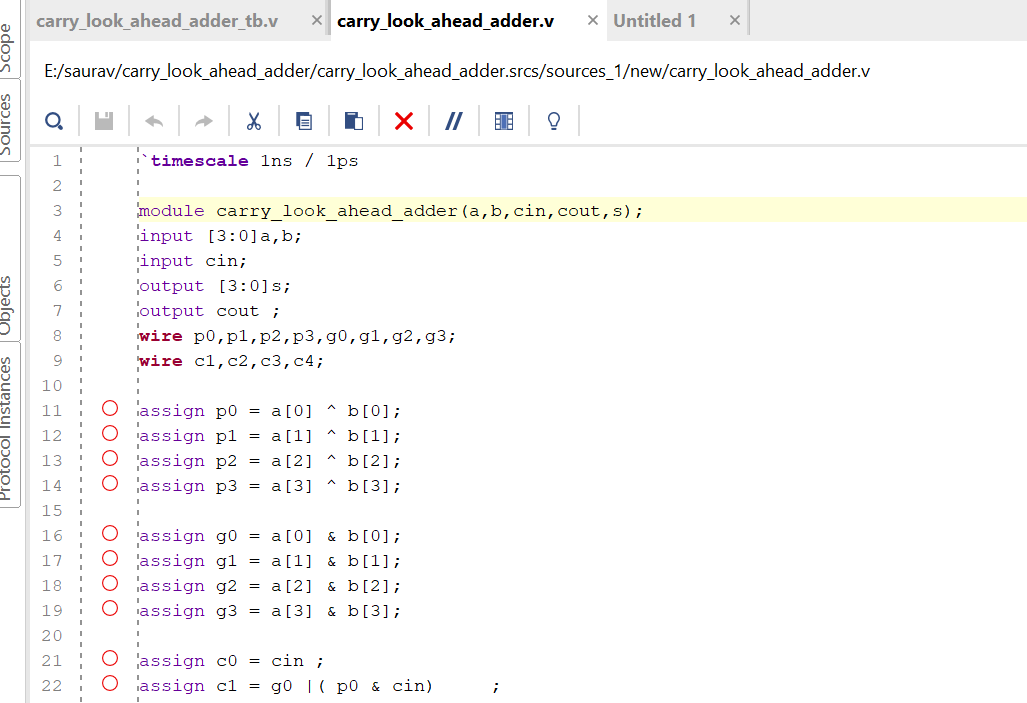 carry_look_ahead_adder_tb.v × carry_look_ahead_adder.v × Untitled 1 ×
E:/saurav/carry_look_ahead_adder/carry_look_ahead_adder.srcs/sources_1/new/carry_look_ahead_adder.v
Scope
Sources
Objects
Protocol Instances
1 `timescale 1ns / 1ps
2
3 module carry_look_ahead_adder(a,b,cin,cout,s);
4 input [3:0]a,b;
5 input cin;
6 output [3:0]s;
7 output cout ;
8 wire p0,p1,p2,p3,g0,g1,g2,g3;
9 wire c1,c2,c3,c4;
10
11 assign p0 = a[0] ^ b[0];
12 assign p1 = a[1] ^ b[1];
13 assign p2 = a[2] ^ b[2];
14 assign p3 = a[3] ^ b[3];
15
16 assign g0 = a[0] & b[0];
17 assign g1 = a[1] & b[1];
18 assign g2 = a[2] & b[2];
19 assign g3 = a[3] & b[3];
20
21 assign c0 = cin ;
22 assign c1 = g0 |( p0 & cin)     ;